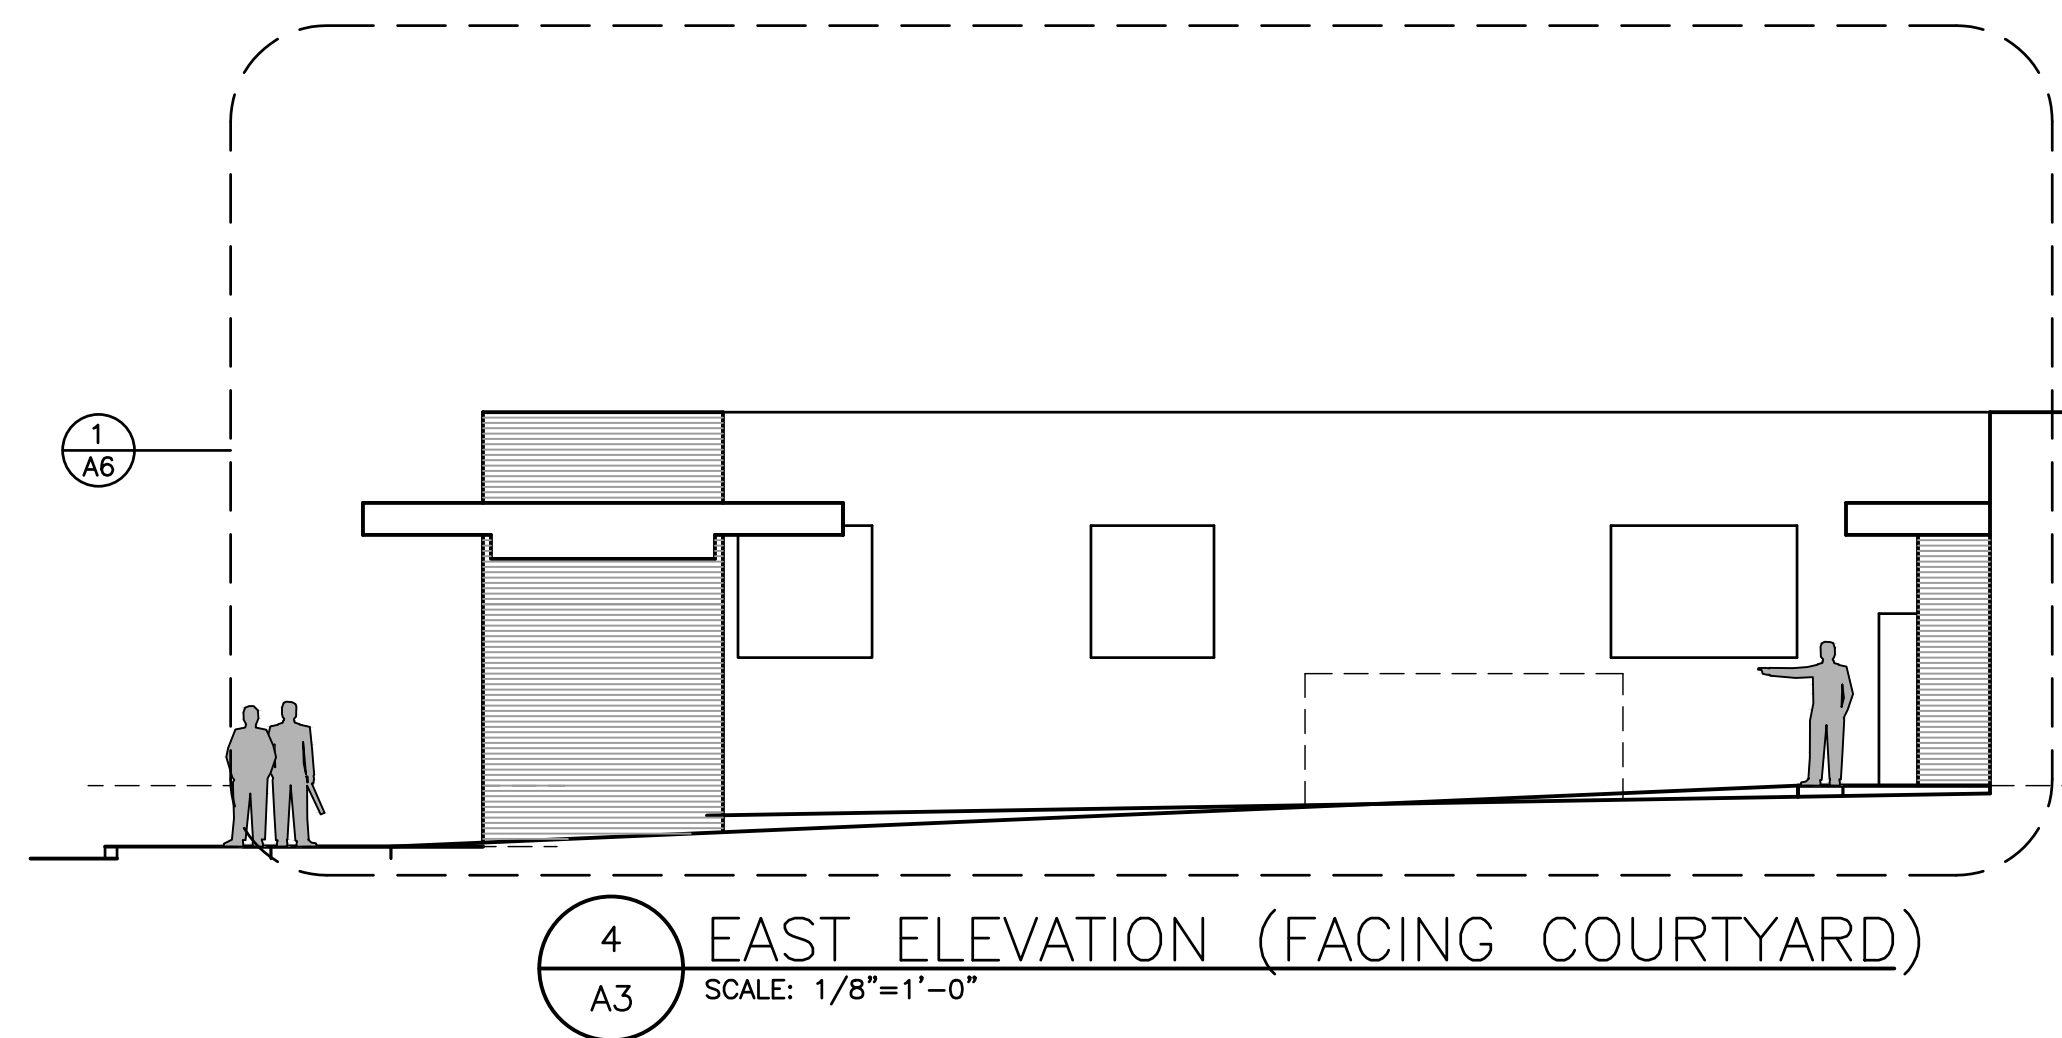 1
A6
4
A3
EAST ELEVATION (FACING COURTYARD)
SCALE: 1/8"=1'-0"